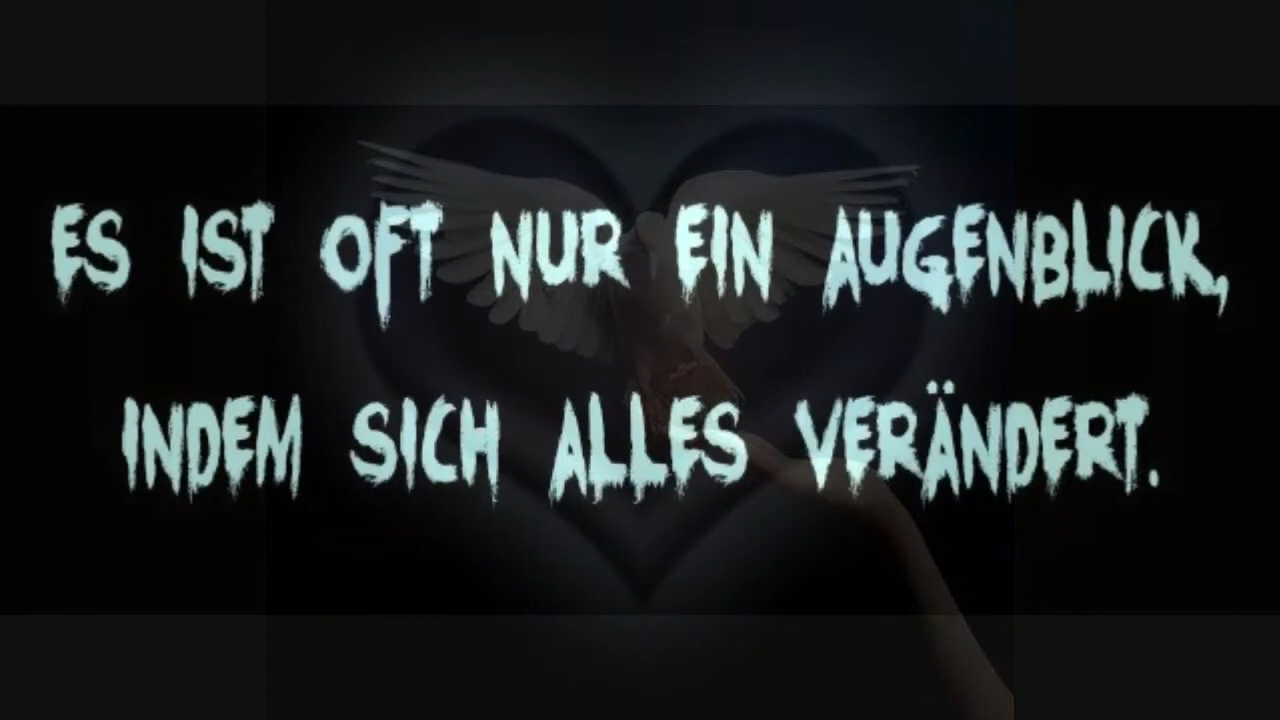 ES IST OFT NUR EIN AUGENBLICK,
INDEM SICH ALLES VERÄNDERT.